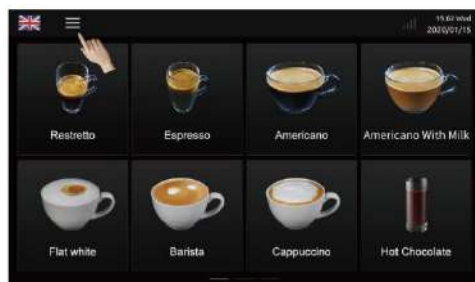 15:02 Wed
2020/01/15
Restretto
Espresso
Americano
Americano With Milk
Flat white
Barista
Cappuccino
Hot Chocolate